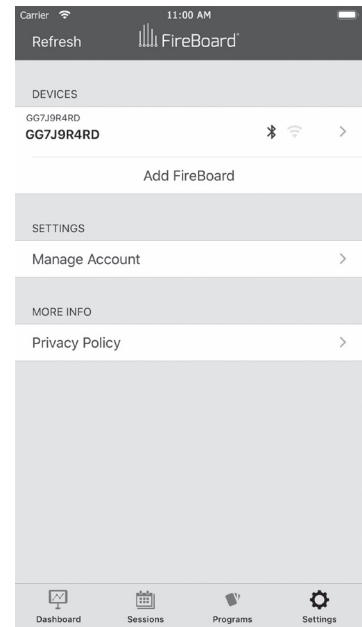 Carrier 11:00 AM
Refresh FireBoard
DEVICES
GG7J9R4RD
GG7J9R4RD
Add FireBoard
SETTINGS
Manage Account
MORE INFO
Privacy Policy
Dashboard Sessions Programs Settings